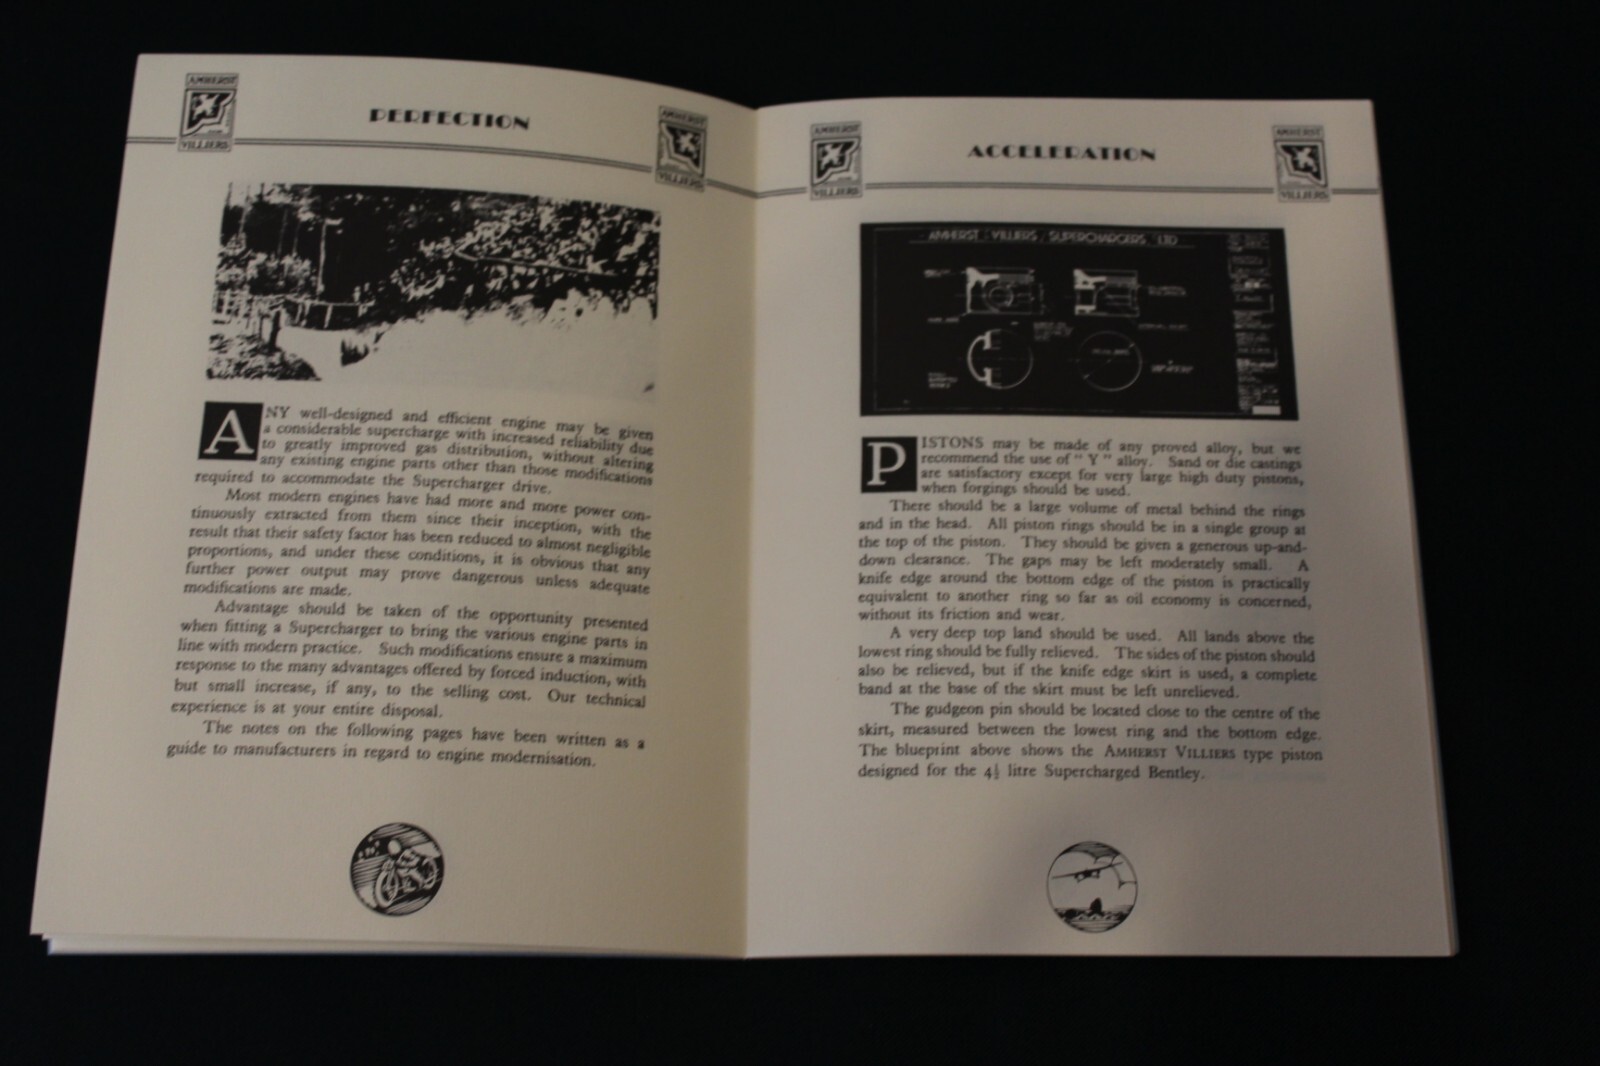 AMHERST
VILLIERS
PERFECTION
AMHERST
VILLIERS
ANY well-designed and efficient engine may be given
a considerable supercharge with increased reliability due
to greatly improved gas distribution, without altering
any existing engine parts other than those modifications
required to accommodate the Supercharger drive.
Most modern engines have had more and more power con-
tinuously extracted from them since their inception, with the
result that their safety factor has been reduced to almost negligible
proportions, and under these conditions, it is obvious that any
further power output may prove dangerous unless adequate
modifications are made.
Advantage should be taken of the opportunity presented
when fitting a Supercharger to bring the various engine parts in
line with modern practice. Such modifications ensure a maximum
response to the many advantages offered by forced induction, with
but small increase, if any, to the selling cost. Our technical
experience is at your entire disposal.
The notes on the following pages have been written as a
guide to manufacturers in regard to engine modernisation.
AMHERST
VILLIERS
ACCELERATION
AMHERST
VILLIERS
AMHERST VILLIERS SUPERCHARGERS LTD
PISTONS may be made of any proved alloy, but we
recommend the use of " Y " alloy. Sand or die castings
are satisfactory except for very large high duty pistons,
when forgings should be used.
There should be a large volume of metal behind the rings
and in the head. All piston rings should be in a single group at
the top of the piston. They should be given a generous up-and-
down clearance. The gaps may be left moderately small. A
knife edge around the bottom edge of the piston is practically
equivalent to another ring so far as oil economy is concerned,
without its friction and wear.
A very deep top land should be used. All lands above the
lowest ring should be fully relieved. The sides of the piston should
also be relieved, but if the knife edge skirt is used, a complete
band at the base of the skirt must be left unrelieved.
The gudgeon pin should be located close to the centre of the
skirt, measured between the lowest ring and the bottom edge.
The blueprint above shows the AMHERST VILLIERS type piston
designed for the 4½ litre Supercharged Bentley.